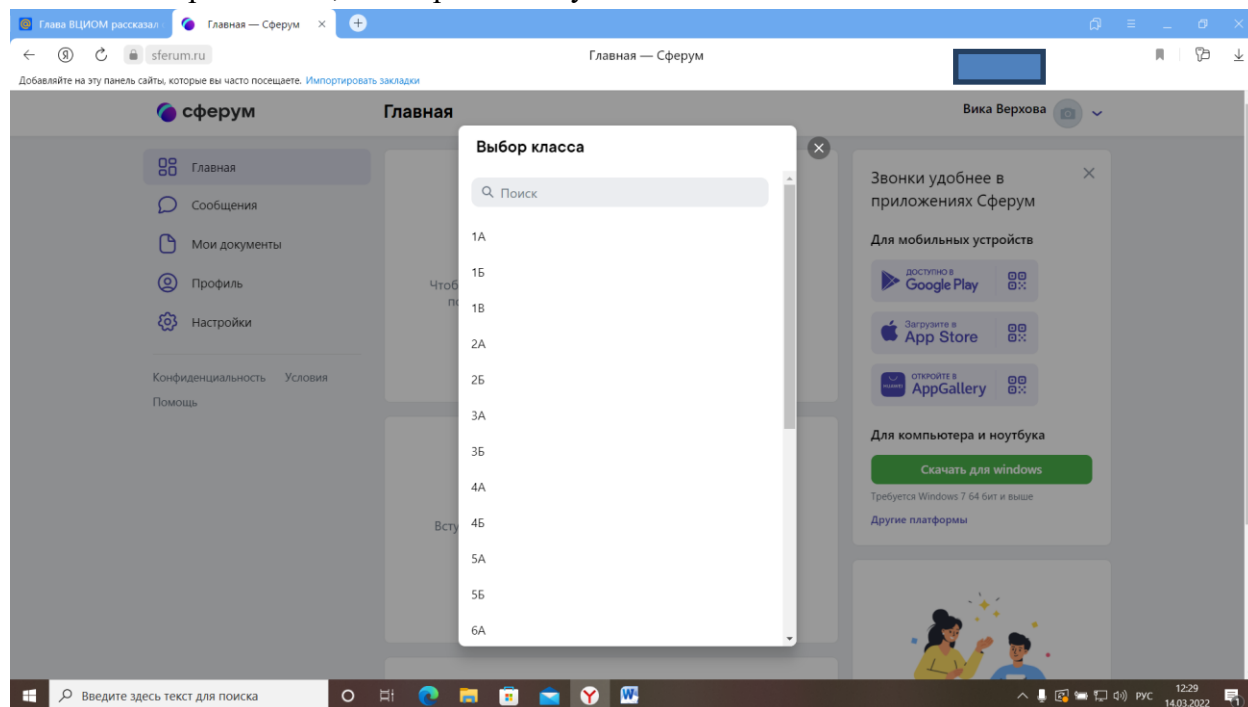 Глава ВЦИОМ рассказал
Главная — Сферум
sferum.ru
Главная — Сферум
Добавляйте на эту панель сайты, которые вы часто посещаете. Импортировать закладки
сферум
Главная
Вика Верхова
Главная
Сообщения
Мои документы
Профиль
Настройки
Конфиденциальность Условия
Помощь
Выбор класса
Поиск
1А
1Б
1В
2А
2Б
3А
3Б
4А
4Б
5А
5Б
6А
Звонки удобнее в
приложениях Сферум
Для мобильных устройств
ДОСТУПНО В
Google Play
Загрузите в
App Store
ОТКРОЙТЕ В
AppGallery
Для компьютера и ноутбука
Скачать для windows
Требуется Windows 7 64 бит и выше
Другие платформы
Введите здесь текст для поиска
РУС
12:29
14.03.2022